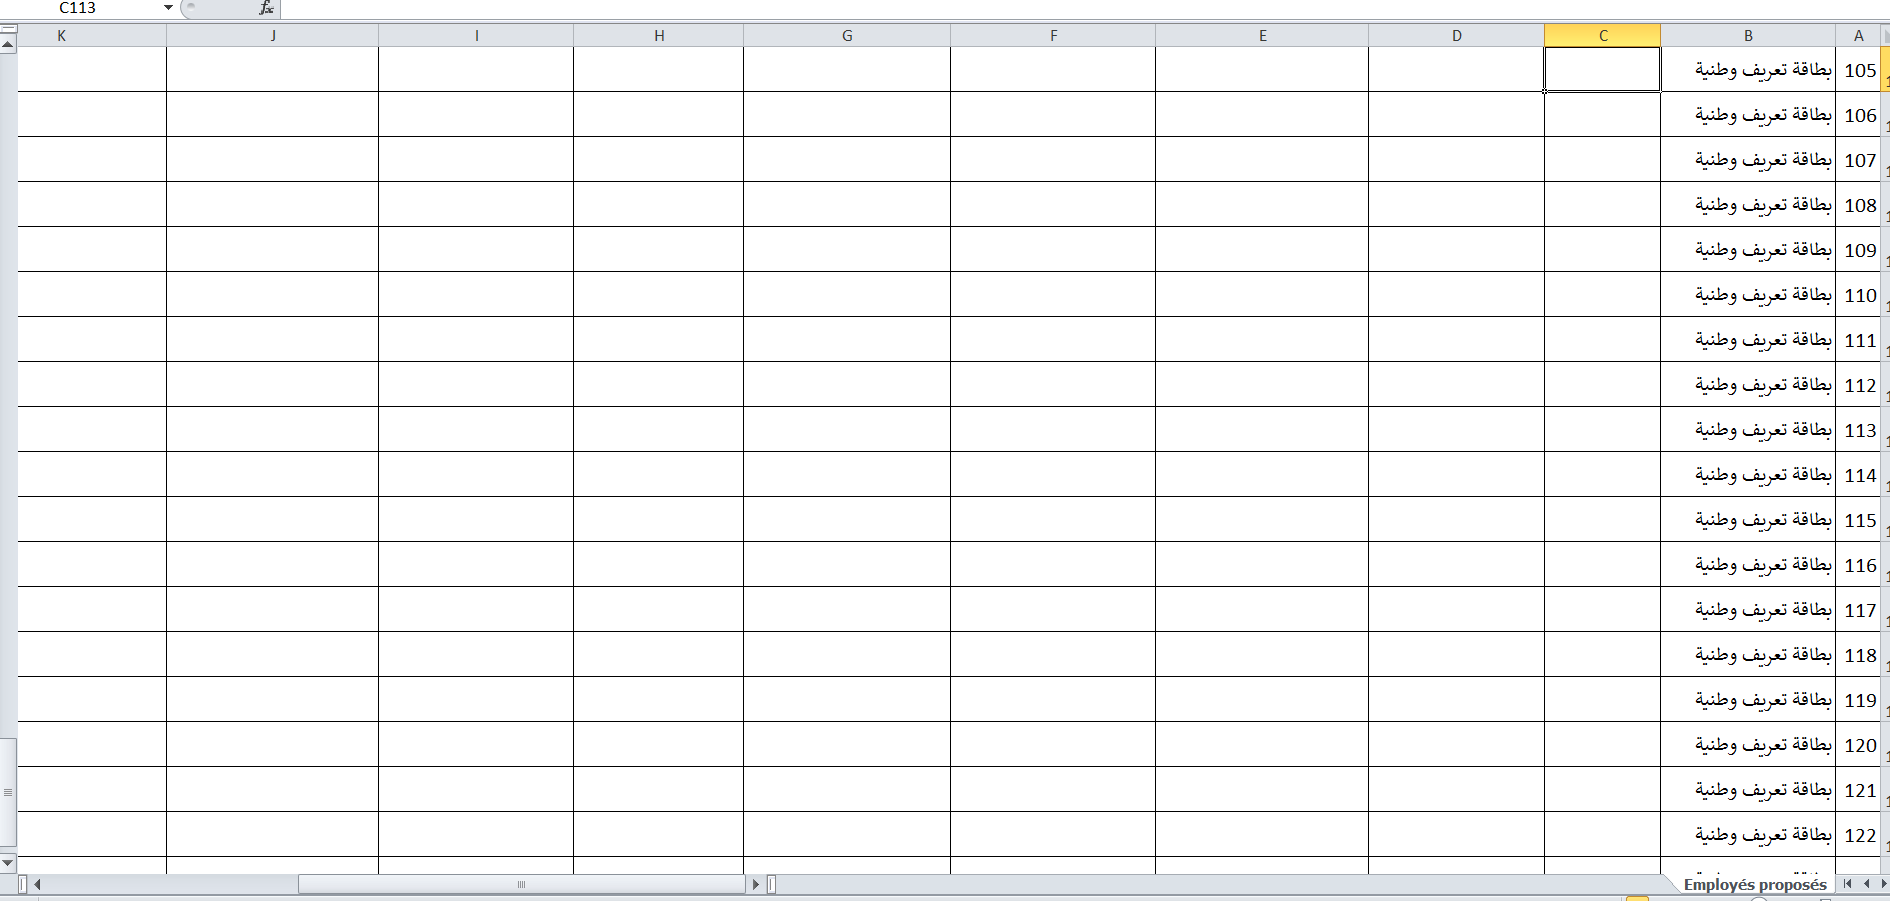 C113 fx
A B C D E F G H I J K
105 بطاقة تعريف وطنية
106 بطاقة تعريف وطنية
107 بطاقة تعريف وطنية
108 بطاقة تعريف وطنية
109 بطاقة تعريف وطنية
110 بطاقة تعريف وطنية
111 بطاقة تعريف وطنية
112 بطاقة تعريف وطنية
113 بطاقة تعريف وطنية
114 بطاقة تعريف وطنية
115 بطاقة تعريف وطنية
116 بطاقة تعريف وطنية
117 بطاقة تعريف وطنية
118 بطاقة تعريف وطنية
119 بطاقة تعريف وطنية
120 بطاقة تعريف وطنية
121 بطاقة تعريف وطنية
122 بطاقة تعريف وطنية
Employés proposés